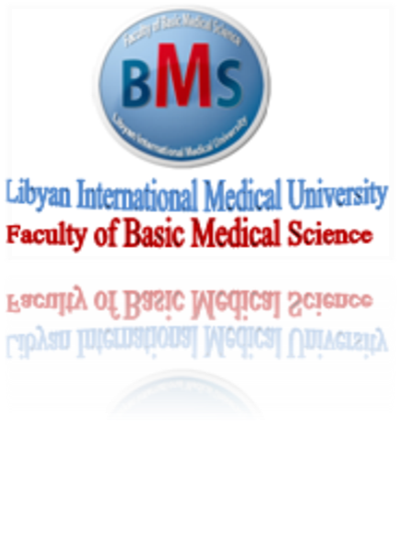 Faculty of Basic Medical Science
BMS
Libyan International Medical University
Libyan International Medical University
Faculty of Basic Medical Science